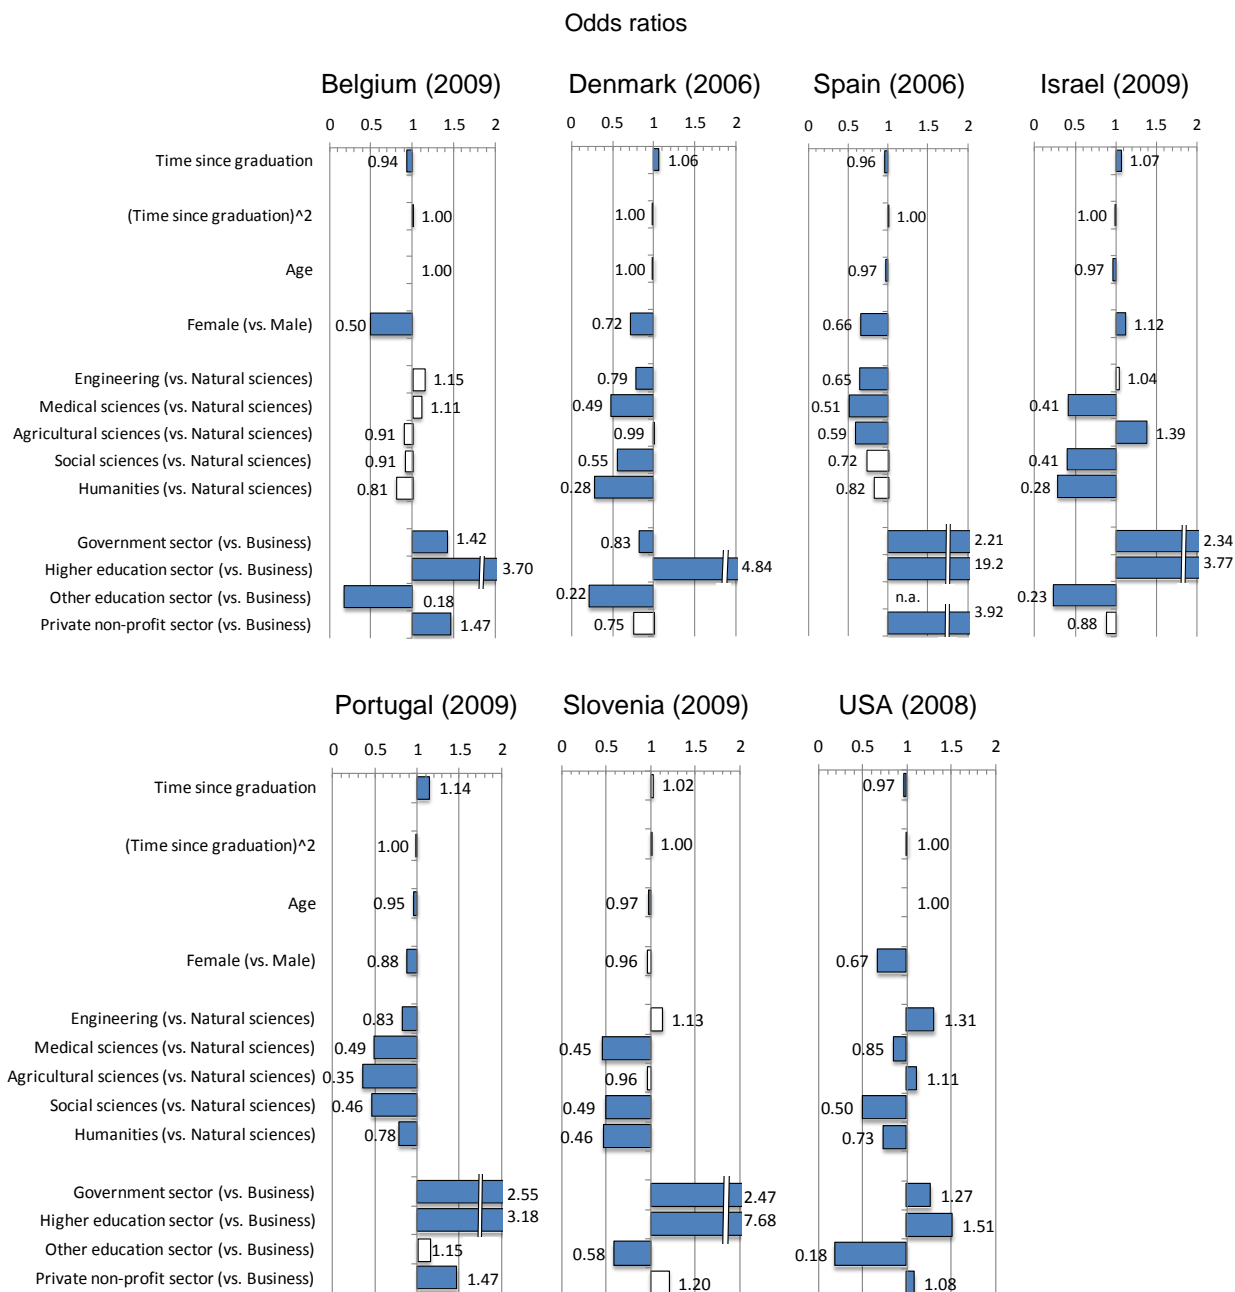 Odds ratios
Belgium (2009) Denmark (2006) Spain (2006) Israel (2009)
0 0.5 1 1.5 2 0 0.5 1 1.5 2 0 0.5 1 1.5 2 0 0.5 1 1.5 2
Time since graduation 0.94 1.06 0.96 1.07
(Time since graduation)^2 1.00 1.00 1.00 1.00
Age 1.00 1.00 0.97 0.97
Female (vs. Male) 0.50 0.72 0.66 1.12
Engineering (vs. Natural sciences) 1.15 0.79 0.65 1.04
Medical sciences (vs. Natural sciences) 1.11 0.49 0.51 0.41
Agricultural sciences (vs. Natural sciences) 0.91 0.99 0.59 1.39
Social sciences (vs. Natural sciences) 0.91 0.55 0.72 0.41
Humanities (vs. Natural sciences) 0.81 0.28 0.82 0.28
Government sector (vs. Business) 1.42 0.83 2.21 2.34
Higher education sector (vs. Business) 3.70 4.84 19.2 3.77
Other education sector (vs. Business) 0.18 0.22 n.a. 0.23
Private non-profit sector (vs. Business) 1.47 0.75 3.92 0.88
Portugal (2009) Slovenia (2009) USA (2008)
0 0.5 1 1.5 2 0 0.5 1 1.5 2 0 0.5 1 1.5 2
Time since graduation 1.14 1.02 0.97
(Time since graduation)^2 1.00 1.00 1.00
Age 0.95 0.97 1.00
Female (vs. Male) 0.88 0.96 0.67
Engineering (vs. Natural sciences) 0.83 1.13 1.31
Medical sciences (vs. Natural sciences) 0.49 0.45 0.85
Agricultural sciences (vs. Natural sciences) 0.35 0.96 1.11
Social sciences (vs. Natural sciences) 0.46 0.49 0.50
Humanities (vs. Natural sciences) 0.78 0.46 0.73
Government sector (vs. Business) 2.55 2.47 1.27
Higher education sector (vs. Business) 3.18 7.68 1.51
Other education sector (vs. Business) 1.15 0.58 0.18
Private non-profit sector (vs. Business) 1.47 1.20 1.08